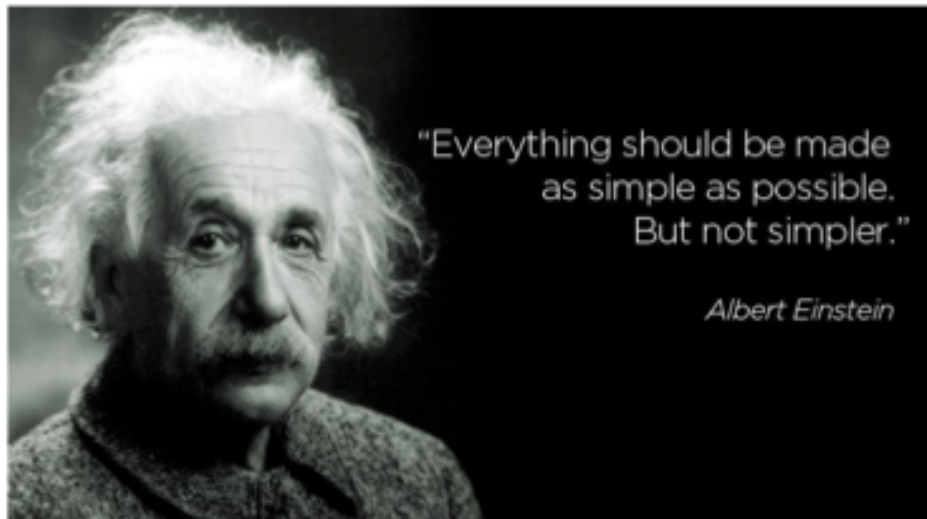 “Everything should be made
as simple as possible.
But not simpler.”
Albert Einstein